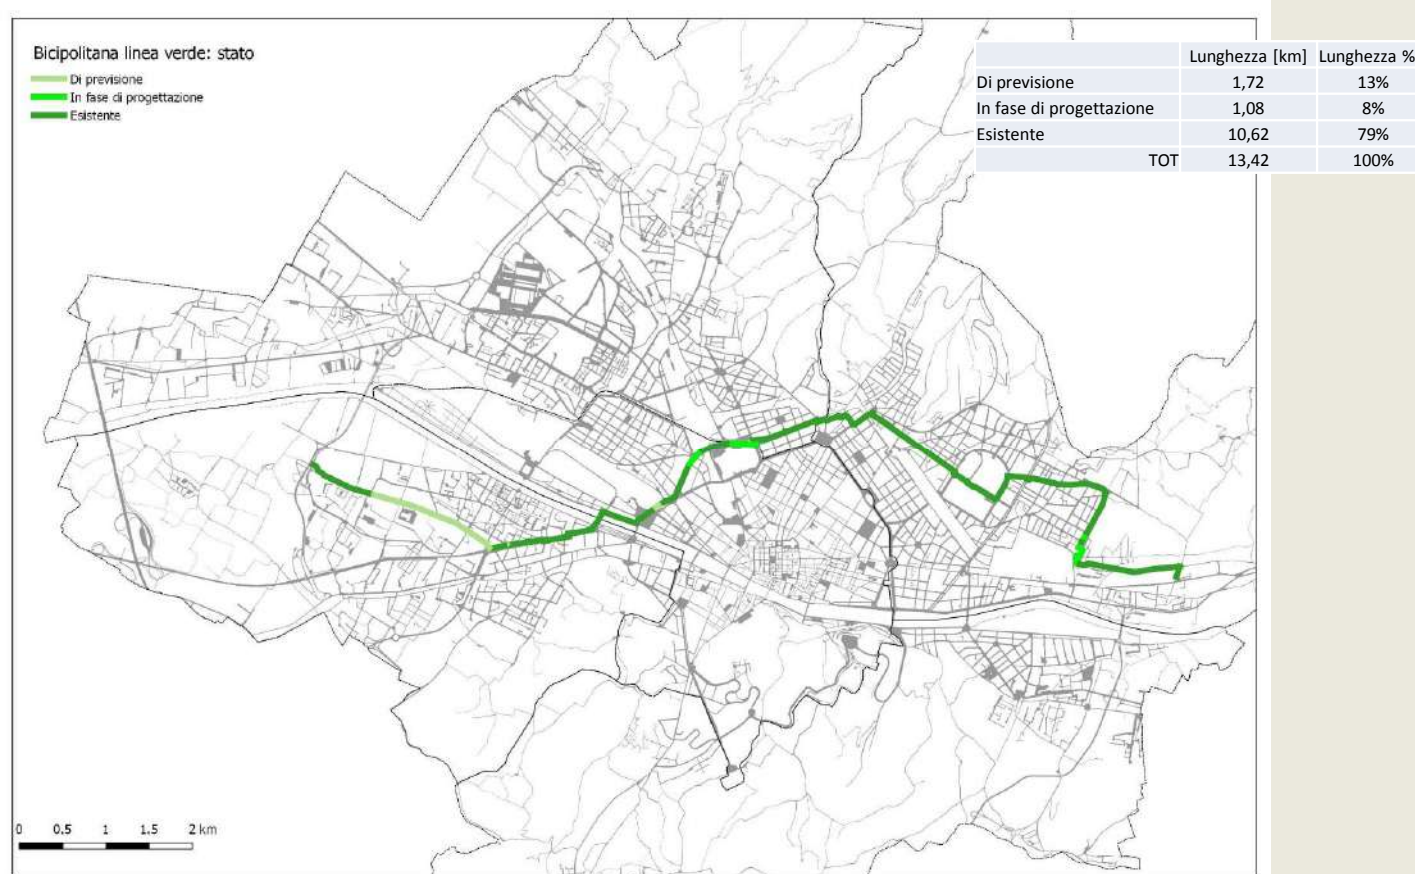 Bicipolitana linea verde: stato
Di previsione
In fase di progettazione
Esistente
Lunghezza [km] Lunghezza %
Di previsione 1,72 13%
In fase di progettazione 1,08 8%
Esistente 10,62 79%
TOT 13,42 100%
0 0.5 1 1.5 2 km